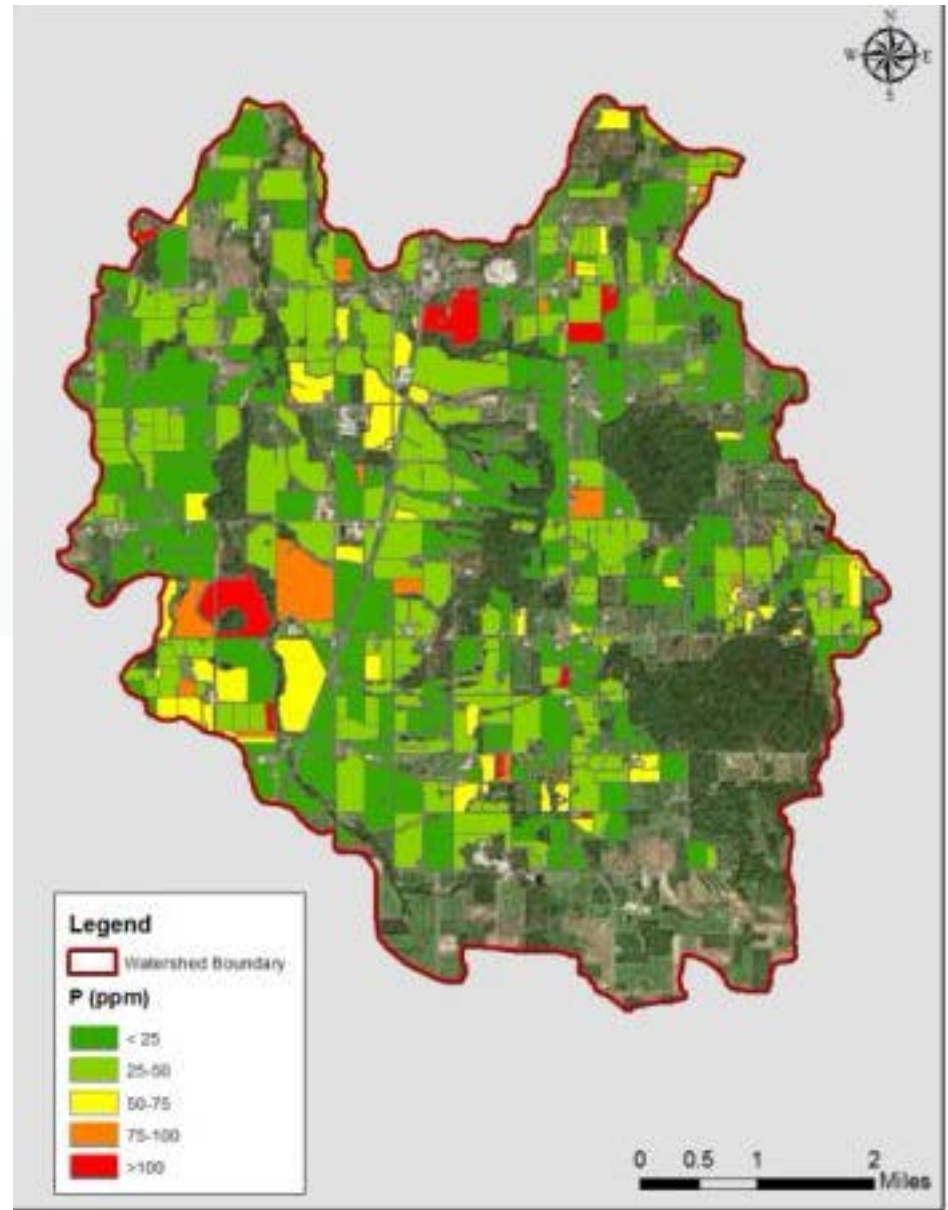 N
W E
S
Legend
Watershed Boundary
P (ppm)
< 25
25-50
50-75
75-100
>100
0 0.5 1 2
Miles